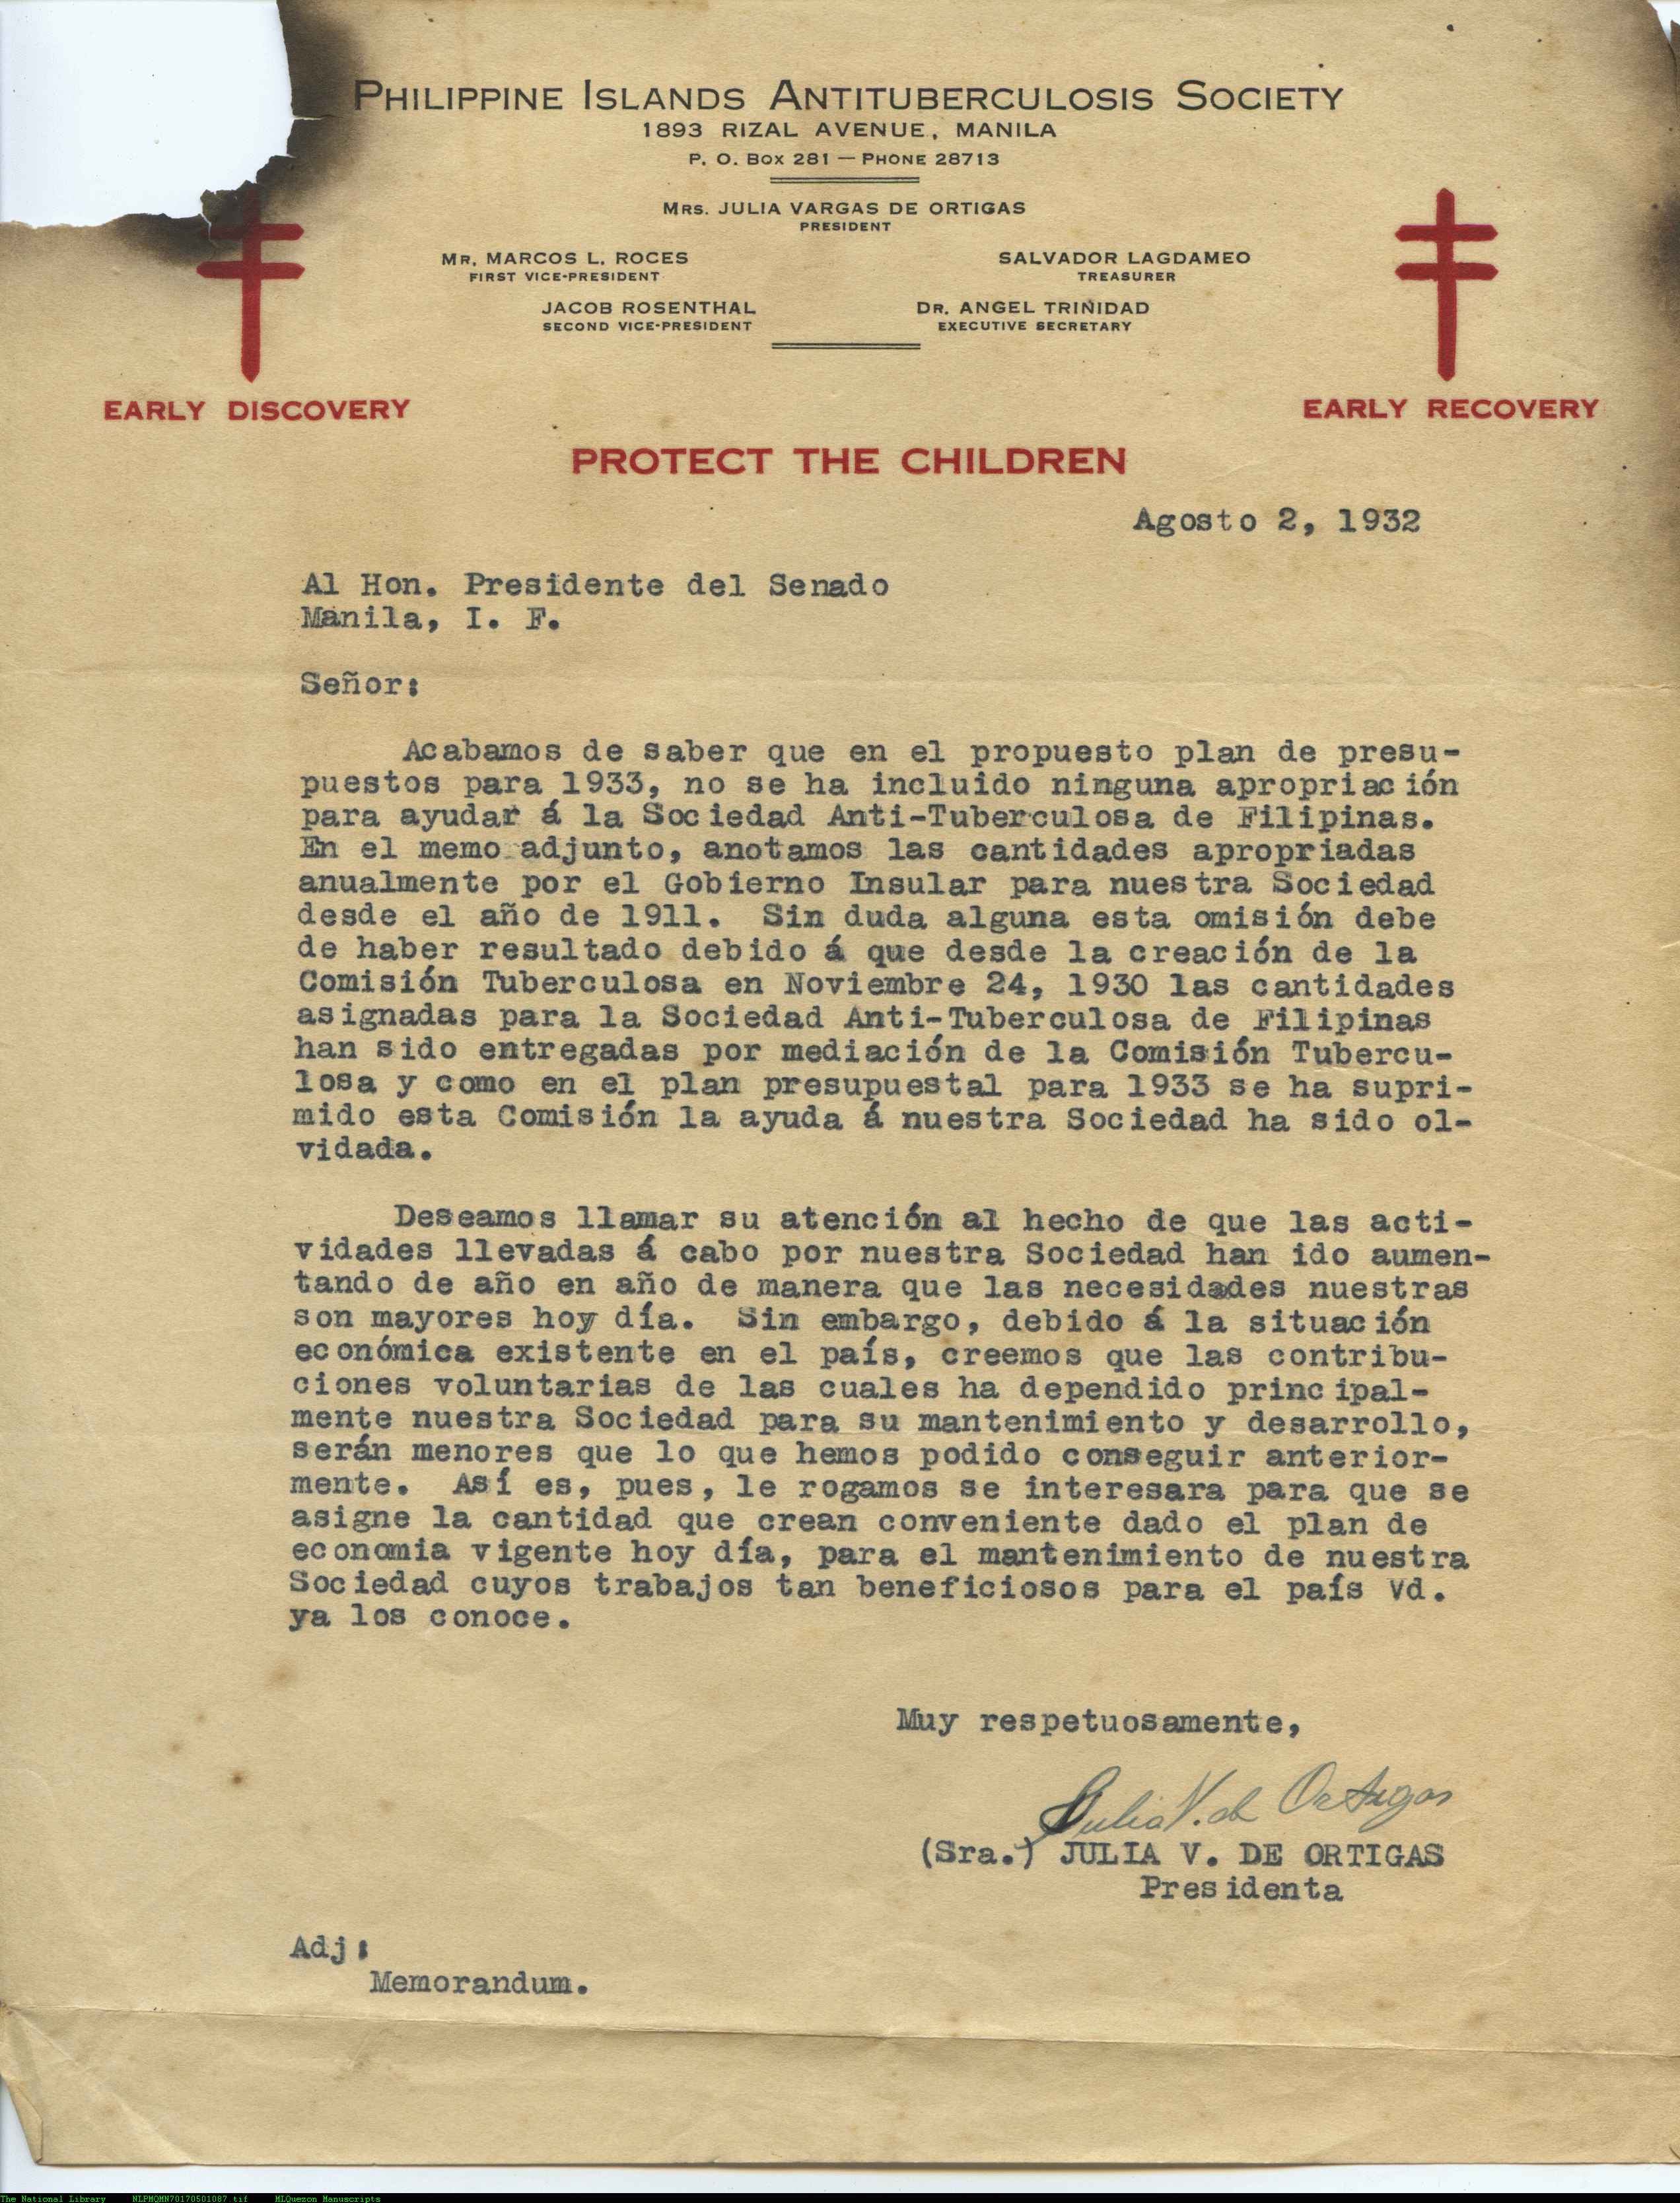 PHILIPPINE ISLANDS ANTITUBERCULOSIS SOCIETY
1893 RIZAL AVENUE, MANILA
P. O. BOX 281 — PHONE 28713
MRS. JULIA VARGAS DE ORTIGAS
PRESIDENT
MR. MARCOS L. ROCES
FIRST VICE-PRESIDENT
SALVADOR LAGDAMEO
TREASURER
JACOB ROSENTHAL
SECOND VICE-PRESIDENT
DR. ANGEL TRINIDAD
EXECUTIVE SECRETARY
EARLY DISCOVERY
EARLY RECOVERY
PROTECT THE CHILDREN
Agosto 2, 1932
Al Hon. Presidente del Senado
Manila, I. F.
Señor:
Acabamos de saber que en el propuesto plan de presu-
puestos para 1933, no se ha incluido ninguna apropriación
para ayudar á la Sociedad Anti-Tuberculosa de Filipinas.
En el memo adjunto, anotamos las cantidades apropriadas
anualmente por el Gobierno Insular para nuestra Sociedad
desde el año de 1911. Sin duda alguna esta omisión debe
de haber resultado debido á que desde la creación de la
Comisión Tuberculosa en Noviembre 24, 1930 las cantidades
asignadas para la Sociedad Anti-Tuberculosa de Filipinas
han sido entregadas por mediación de la Comisión Tubercu-
losa y como en el plan presupuestal para 1933 se ha supri-
mido esta Comisión la ayuda á nuestra Sociedad ha sido ol-
vidada.
Deseamos llamar su atención al hecho de que las acti-
vidades llevadas á cabo por nuestra Sociedad han ido aumen-
tando de año en año de manera que las necesidades nuestras
son mayores hoy día. Sin embargo, debido á la situación
económica existente en el país, creemos que las contribu-
ciones voluntarias de las cuales ha dependido principal-
mente nuestra Sociedad para su mantenimiento y desarrollo,
serán menores que lo que hemos podido conseguir anterior-
mente. Así es, pues, le rogamos se interesara para que se
asigne la cantidad que crean conveniente dado el plan de
economia vigente hoy día, para el mantenimiento de nuestra
Sociedad cuyos trabajos tan beneficiosos para el país Vd.
ya los conoce.
Muy respetuosamente,
Julia V. de Ortigas
(Sra.) JULIA V. DE ORTIGAS
Presidenta
Adj:
Memorandum.
The National Library NLPMQMN70170501087.tif MLQuezon Manuscripts